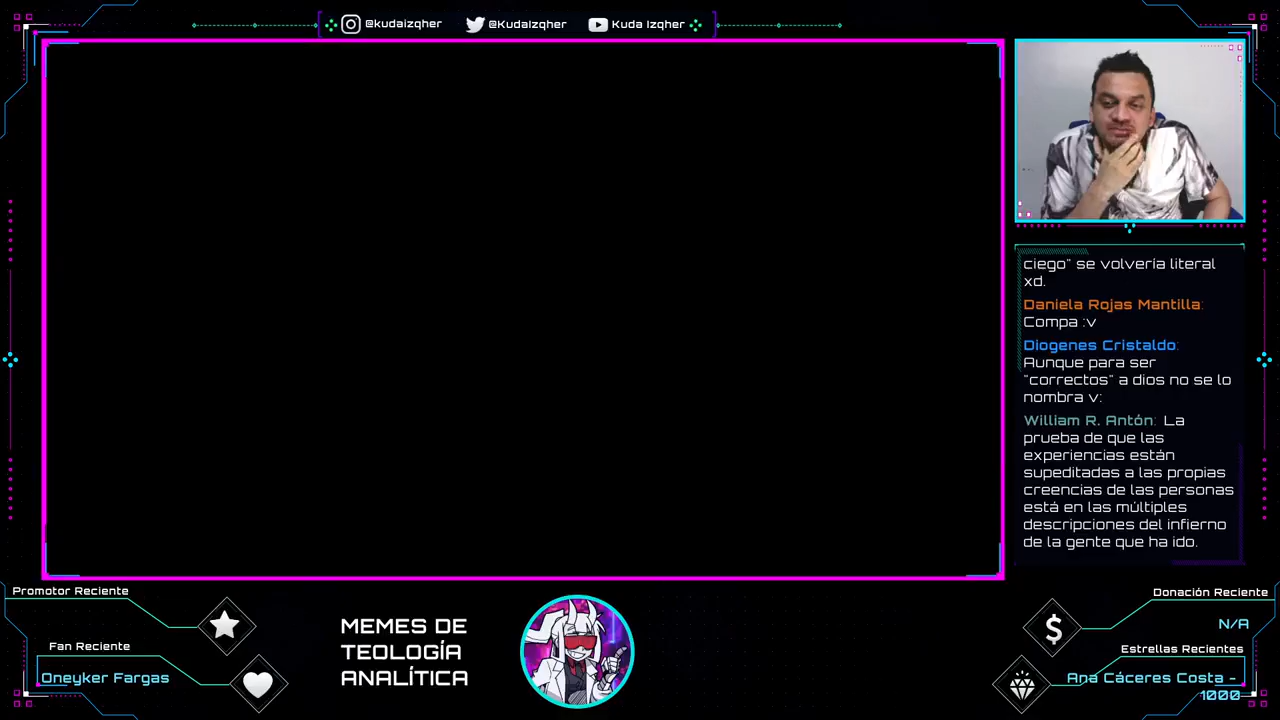 @kudaizqher @KudaIzqher Kuda Izqher
ciego" se volvería literal
xd.
Daniela Rojas Mantilla:
Compa :v
Diogenes Cristaldo:
Aunque para ser
"correctos" a dios no se lo
nombra v:
William R. Antón: La
prueba de que las
experiencias están
supeditadas a las propias
creencias de las personas
está en las múltiples
descripciones del infierno
de la gente que ha ido.
Promotor Reciente
Fan Reciente
Oneyker Fargas
MEMES DE
TEOLOGÍA
ANALÍTICA
Donación Reciente
N/A
Estrellas Recientes
Ana Cáceres Costa -
1000